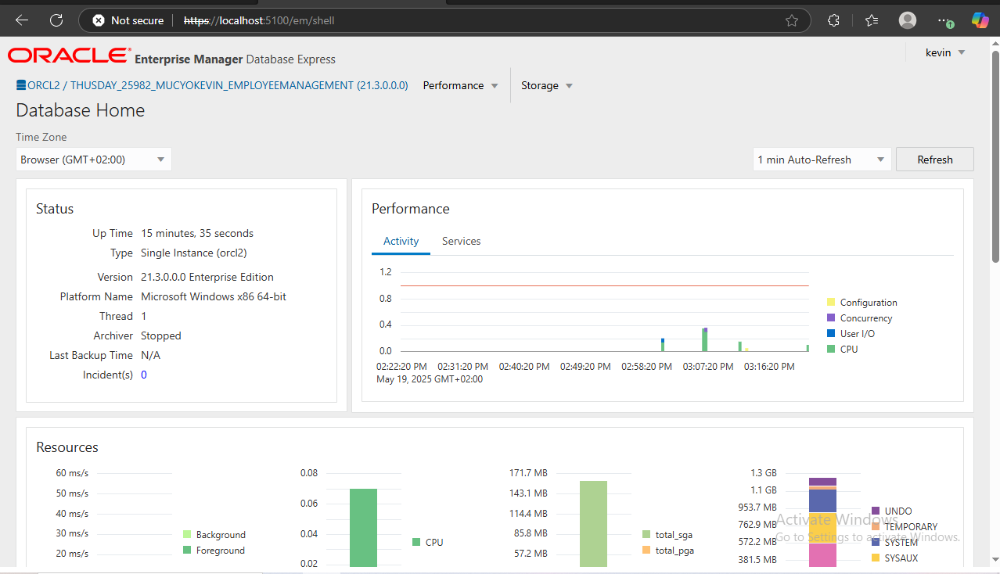 Not secure https://localhost:5100/em/shell
ORACLE Enterprise Manager Database Express
kevin
ORCL2 / THUSDAY_25982_MUCYOKEVIN_EMPLOYEEMANAGEMENT (21.3.0.0.0) Performance Storage
Database Home
Time Zone
Browser (GMT+02:00)
1 min Auto-Refresh Refresh
Status
Up Time 15 minutes, 35 seconds
Type Single Instance (orcl2)
Version 21.3.0.0.0 Enterprise Edition
Platform Name Microsoft Windows x86 64-bit
Thread 1
Archiver Stopped
Last Backup Time N/A
Incident(s) 0
Performance
Activity Services
1.2
0.8
0.4
0.0
02:22:20 PM 02:31:20 PM 02:40:20 PM 02:49:20 PM 02:58:20 PM 03:07:20 PM 03:16:20 PM
May 19, 2025 GMT+02:00
Configuration
Concurrency
User I/O
CPU
Resources
60 ms/s
50 ms/s
40 ms/s
30 ms/s
20 ms/s
Background
Foreground
0.08
0.06
0.04
0.02
CPU
171.7 MB
143.1 MB
114.4 MB
85.8 MB
57.2 MB
total_sga
total_pga
1.3 GB
1.1 GB
953.7 MB
762.9 MB
572.2 MB
381.5 MB
UNDO
TEMPORARY
SYSTEM
SYSAUX
Activate Windows
Go to Settings to activate Windows.